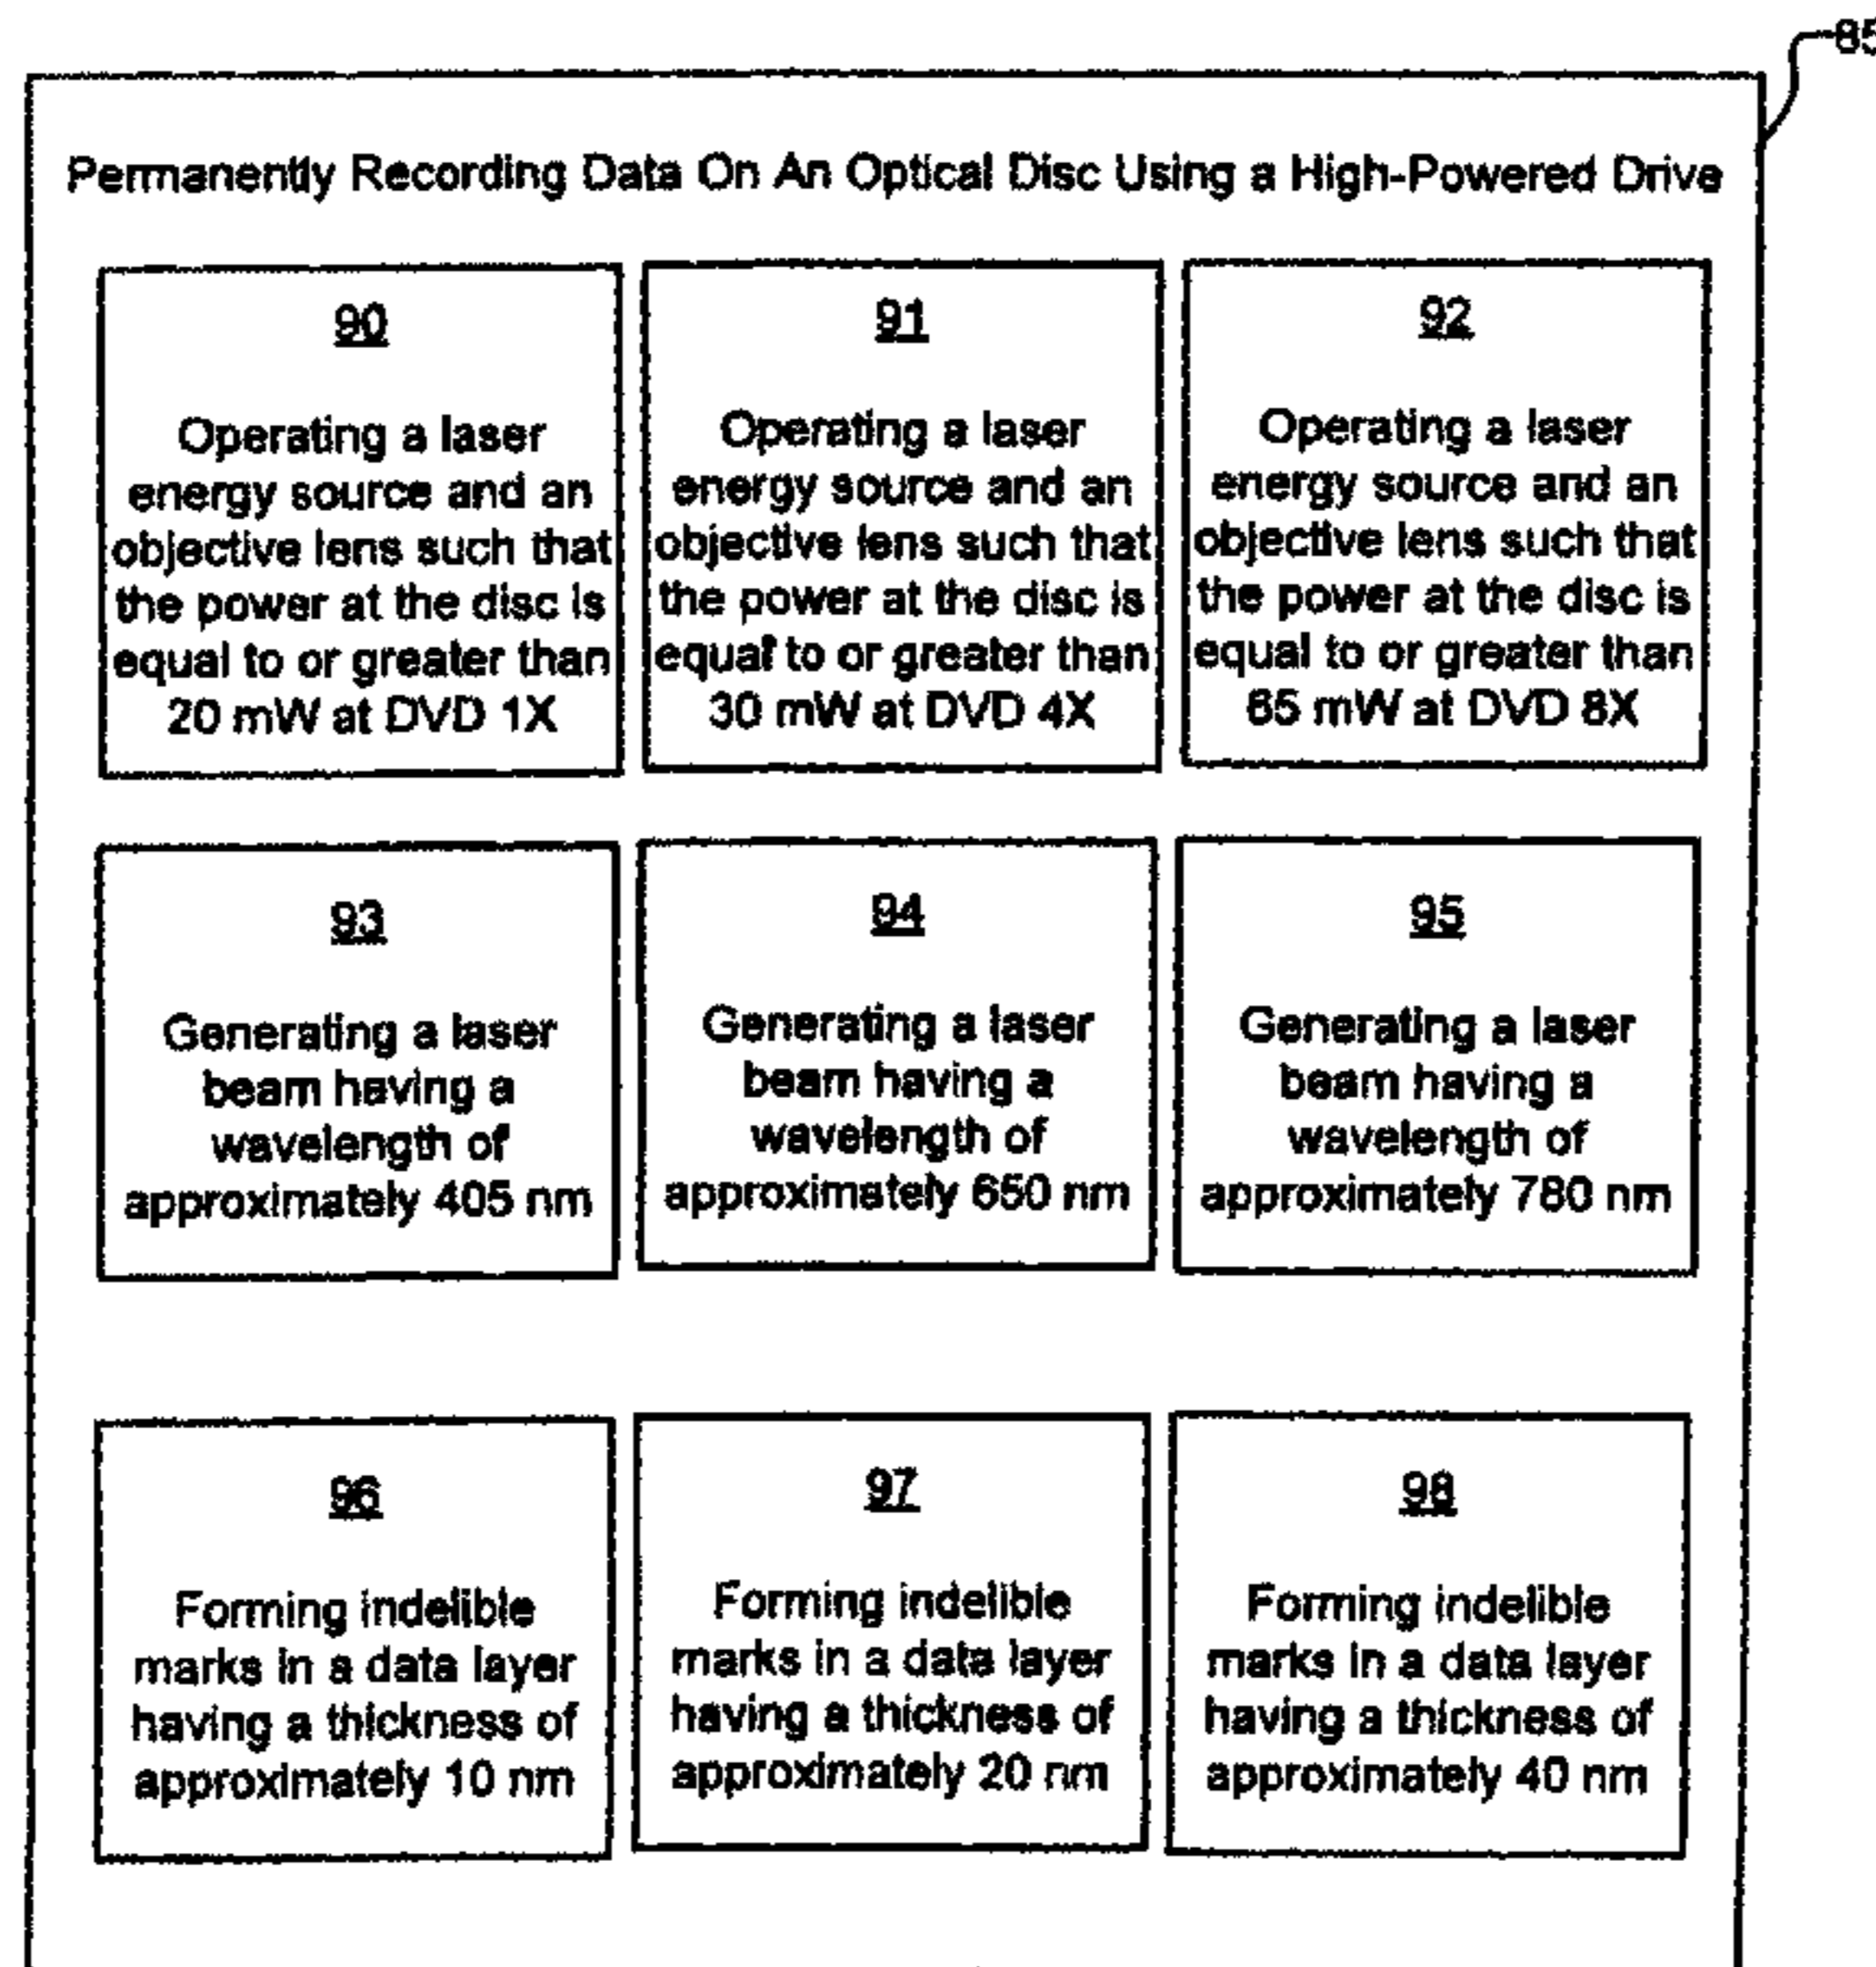 85
Permanently Recording Data On An Optical Disc Using a High-Powered Drive
90
Operating a laser
energy source and an
objective lens such that
the power at the disc is
equal to or greater than
20 mW at DVD 1X
91
Operating a laser
energy source and an
objective lens such that
the power at the disc is
equal to or greater than
30 mW at DVD 4X
92
Operating a laser
energy source and an
objective lens such that
the power at the disc is
equal to or greater than
65 mW at DVD 8X
93
Generating a laser
beam having a
wavelength of
approximately 405 nm
94
Generating a laser
beam having a
wavelength of
approximately 650 nm
95
Generating a laser
beam having a
wavelength of
approximately 780 nm
96
Forming indelible
marks in a data layer
having a thickness of
approximately 10 nm
97
Forming indelible
marks in a data layer
having a thickness of
approximately 20 nm
98
Forming indelible
marks in a data layer
having a thickness of
approximately 40 nm